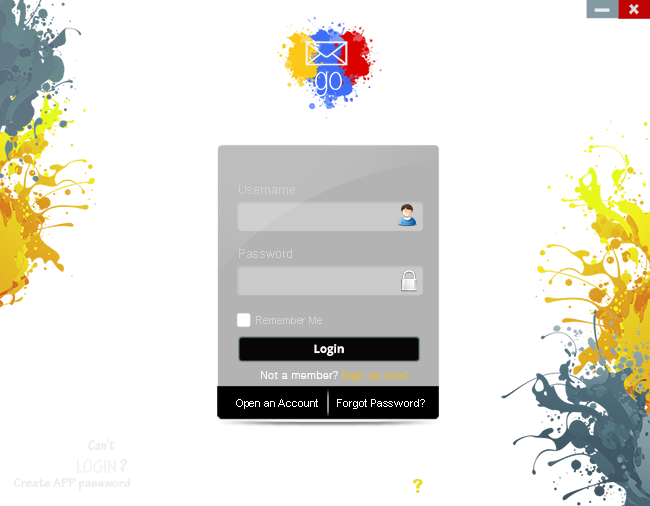 go
Username
Password
Remember Me
Login
Not a member? Sign up now!
Open an Account
Forgot Password?
Can't
LOGIN ?
Create APP password
?